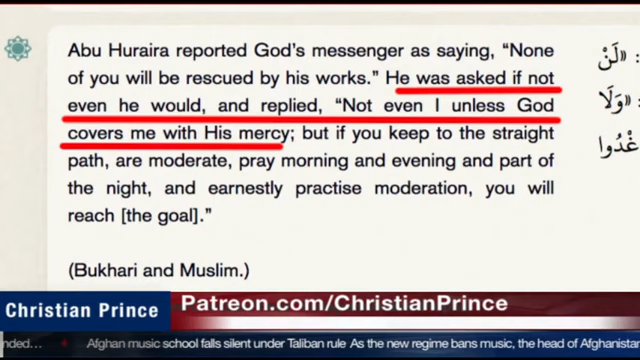 Abu Huraira reported God's messenger as saying, "None : «لَنْ
of you will be rescued by his works." He was asked if not
even he would, and replied, "Not even I unless God وَلَا
covers me with His mercy; but if you keep to the straight
path, are moderate, pray morning and evening and part of
the night, and earnestly practise moderation, you will
reach [the goal]."
(Bukhari and Muslim.)
Christian Prince Patreon.com/ChristianPrince
Afghan music school falls silent under Taliban rule As the new regime bans music, the head of Afghanistan